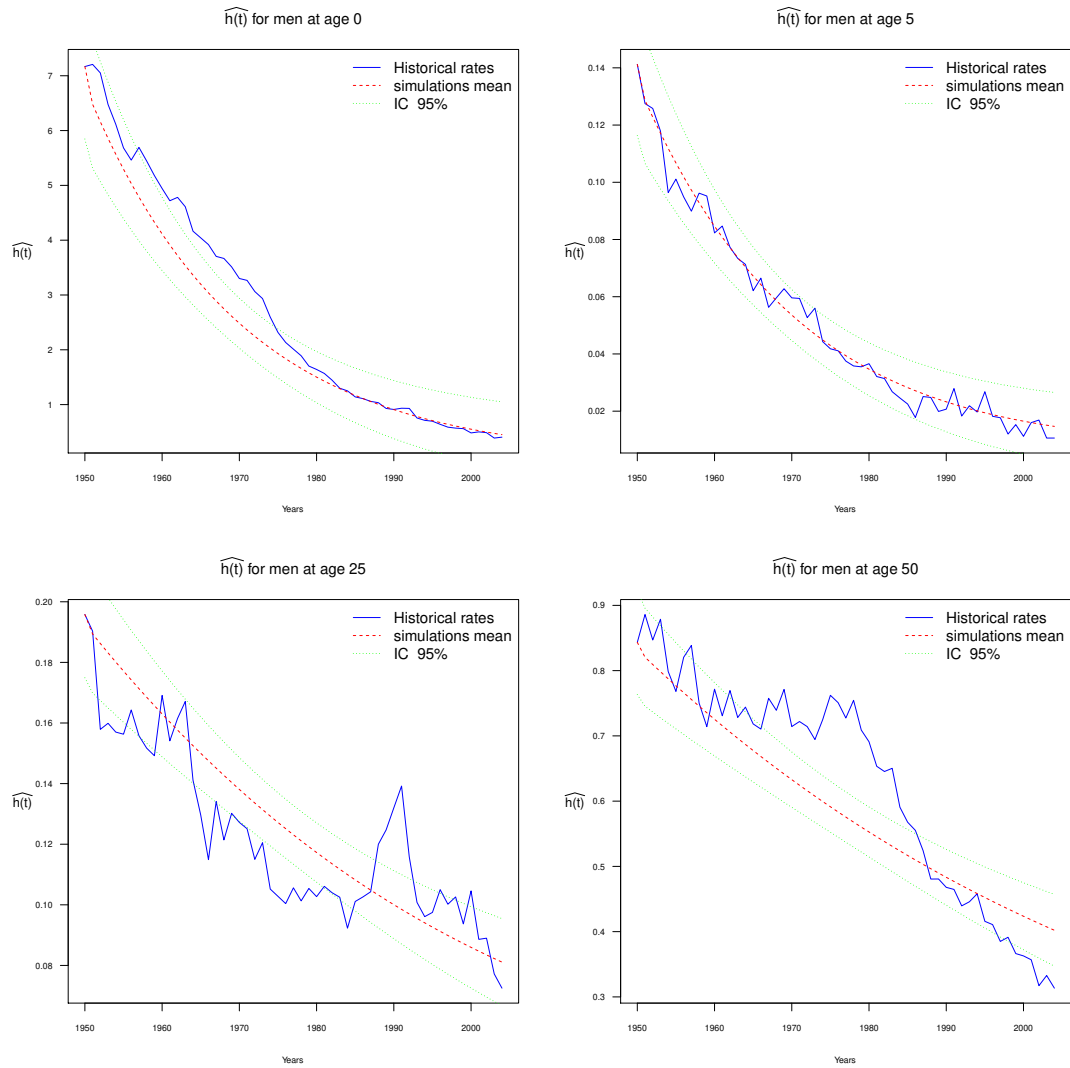 h(t) for men at age 0
Historical rates
simulations mean
IC 95%
7
6
5
4
3
2
1
h(t)
1950
1960
1970
1980
1990
2000
Years
h(t) for men at age 5
Historical rates
simulations mean
IC 95%
0.14
0.12
0.10
0.08
0.06
0.04
0.02
h(t)
1950
1960
1970
1980
1990
2000
Years
h(t) for men at age 25
Historical rates
simulations mean
IC 95%
0.20
0.18
0.16
0.14
0.12
0.10
0.08
h(t)
1950
1960
1970
1980
1990
2000
Years
h(t) for men at age 50
Historical rates
simulations mean
IC 95%
0.9
0.8
0.7
0.6
0.5
0.4
0.3
h(t)
1950
1960
1970
1980
1990
2000
Years